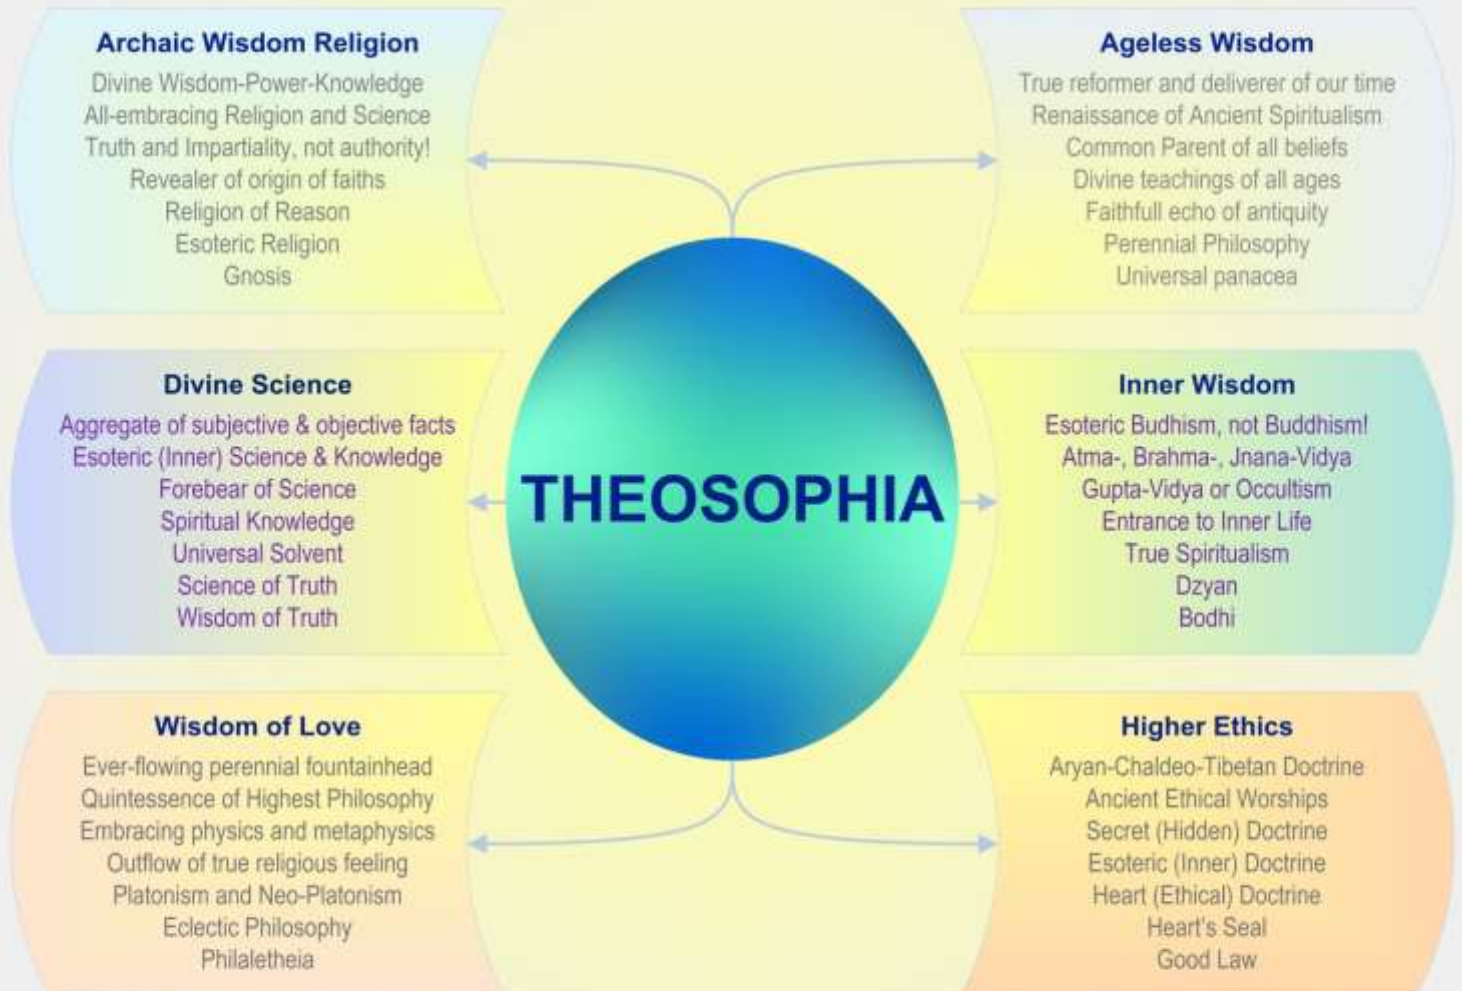 Archaic Wisdom Religion
Divine Wisdom-Power-Knowledge
All-embracing Religion and Science
Truth and Impartiality, not authority!
Revealer of origin of faiths
Religion of Reason
Esoteric Religion
Gnosis
Ageless Wisdom
True reformer and deliverer of our time
Renaissance of Ancient Spiritualism
Common Parent of all beliefs
Divine teachings of all ages
Faithfull echo of antiquity
Perennial Philosophy
Universal panacea
Divine Science
Aggregate of subjective & objective facts
Esoteric (Inner) Science & Knowledge
Forebear of Science
Spiritual Knowledge
Universal Solvent
Science of Truth
Wisdom of Truth
THEOSOPHIA
Inner Wisdom
Esoteric Budhism, not Buddhism!
Atma-, Brahma-, Jnana-Vidya
Gupta-Vidya or Occultism
Entrance to Inner Life
True Spiritualism
Dzyan
Bodhi
Wisdom of Love
Ever-flowing perennial fountainhead
Quintessence of Highest Philosophy
Embracing physics and metaphysics
Outflow of true religious feeling
Platonism and Neo-Platonism
Eclectic Philosophy
Philaletheia
Higher Ethics
Aryan-Chaldeo-Tibetan Doctrine
Ancient Ethical Worships
Secret (Hidden) Doctrine
Esoteric (Inner) Doctrine
Heart (Ethical) Doctrine
Heart's Seal
Good Law